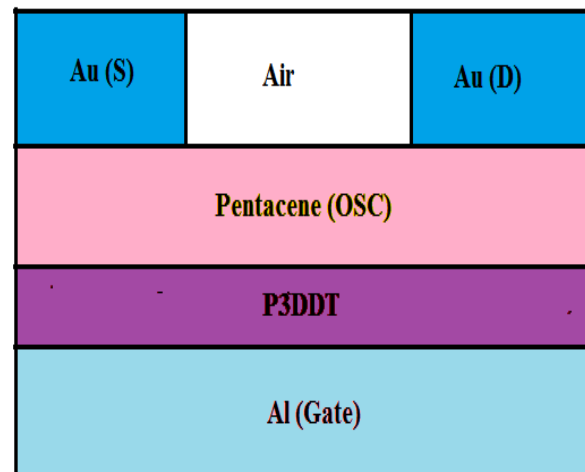 Au (S)
Air
Au (D)
Pentacene (OSC)
P3DDT
Al (Gate)